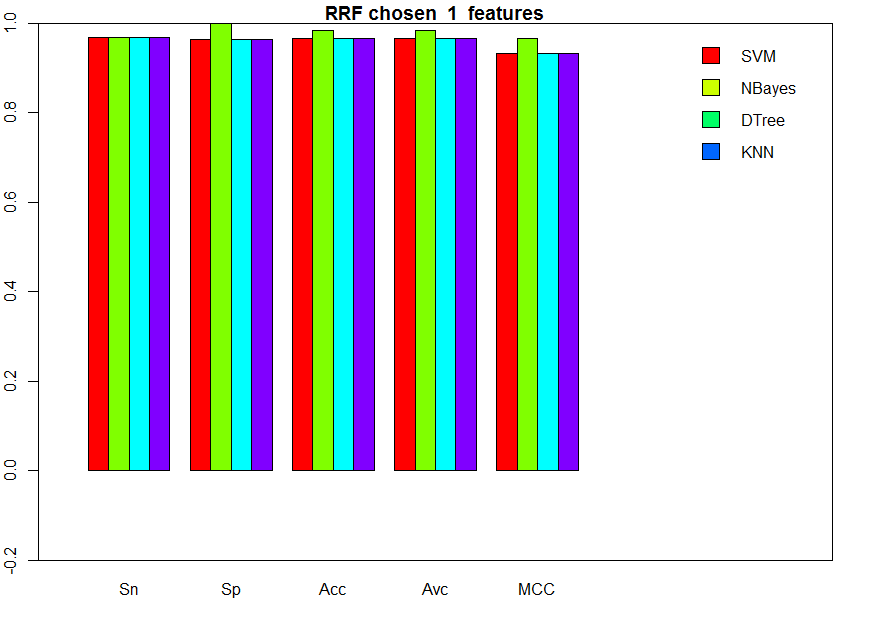 RRF chosen 1 features
1.0
0.8
0.6
0.4
0.2
0.0
-0.2
SVM
NBayes
DTree
KNN
Sn Sp Acc Avc MCC